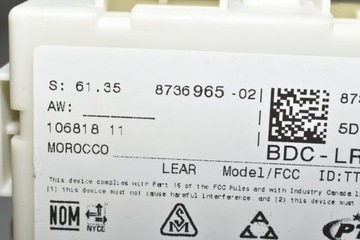 S: 61.35 8736965-02 87
AW: 5D
106818 11 BDC-LR
MOROCCO
LEAR Model/FCC ID:TT
This device complies with Part 15 of the FCC Rules and with Industry Canada l
(1) this device must not cause harmful interference and (2) this device must
NOM NYCE